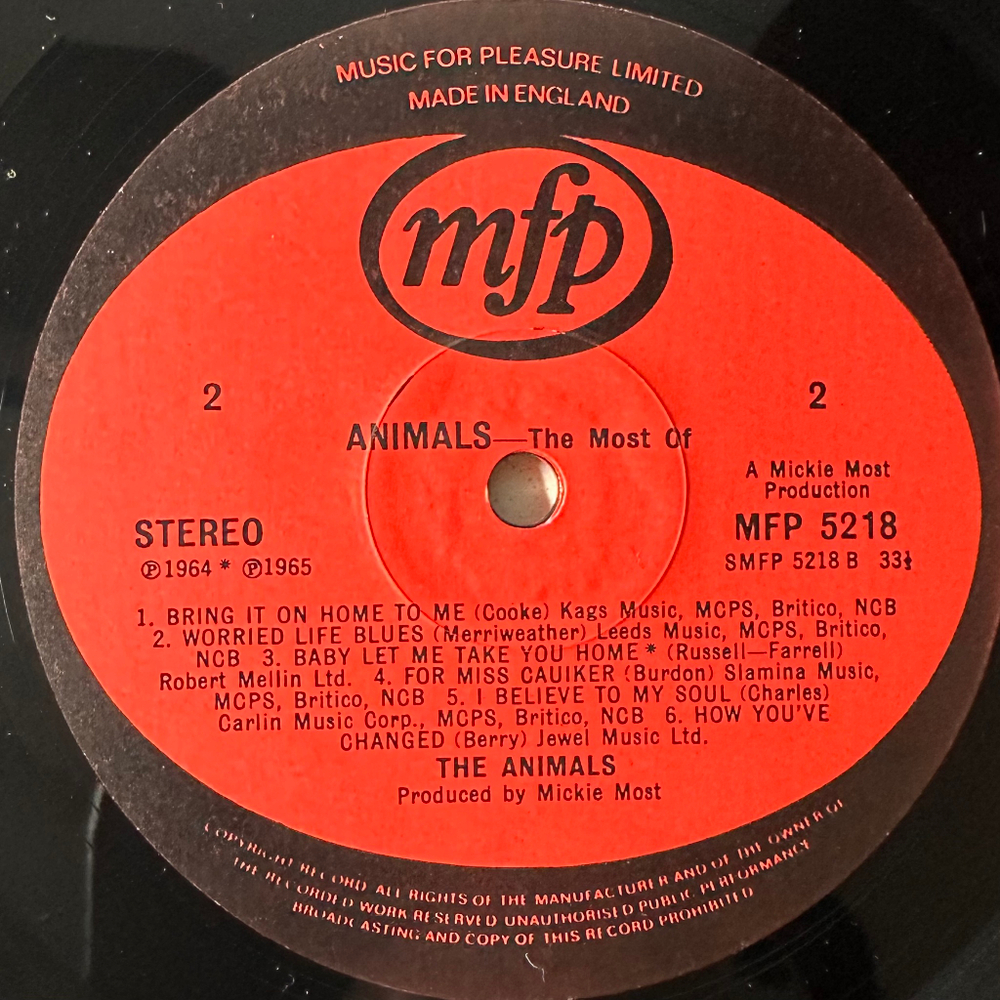 MUSIC FOR PLEASURE LIMITED
MADE IN ENGLAND
mfp
2
2
ANIMALS—The Most Of
A Mickie Most
Production
STEREO
MFP 5218
℗1964 * ℗1965
SMFP 5218 B 33⅓
1. BRING IT ON HOME TO ME (Cooke) Kags Music, MCPS, Britico, NCB
2. WORRIED LIFE BLUES (Merriweather) Leeds Music, MCPS, Britico,
NCB 3. BABY LET ME TAKE YOU HOME * (Russell—Farrell)
Robert Mellin Ltd. 4. FOR MISS CAUIKER (Burdon) Slamina Music,
MCPS, Britico, NCB 5. I BELIEVE TO MY SOUL (Charles)
Carlin Music Corp., MCPS, Britico, NCB 6. HOW YOU'VE
CHANGED (Berry) Jewel Music Ltd.
THE ANIMALS
Produced by Mickie Most
COPYRIGHT RECORD ALL RIGHTS OF THE MANUFACTURER AND OF THE OWNER OF
THE RECORDED WORK RESERVED UNAUTHORISED PUBLIC PERFORMANCE
BROADCASTING AND COPY OF THIS RECORD PROHIBITED